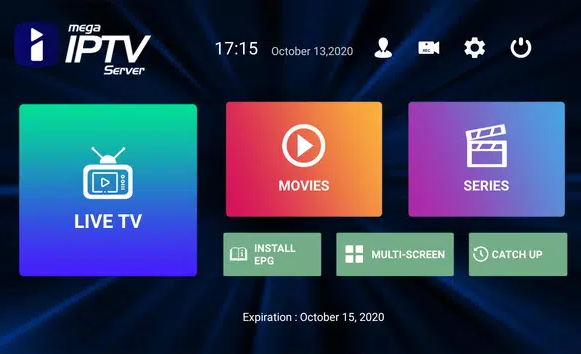 mega
IPTV
Server
17:15
October 13,2020
REC
LIVE TV
MOVIES
SERIES
INSTALL
EPG
MULTI-SCREEN
CATCH UP
Expiration : October 15, 2020